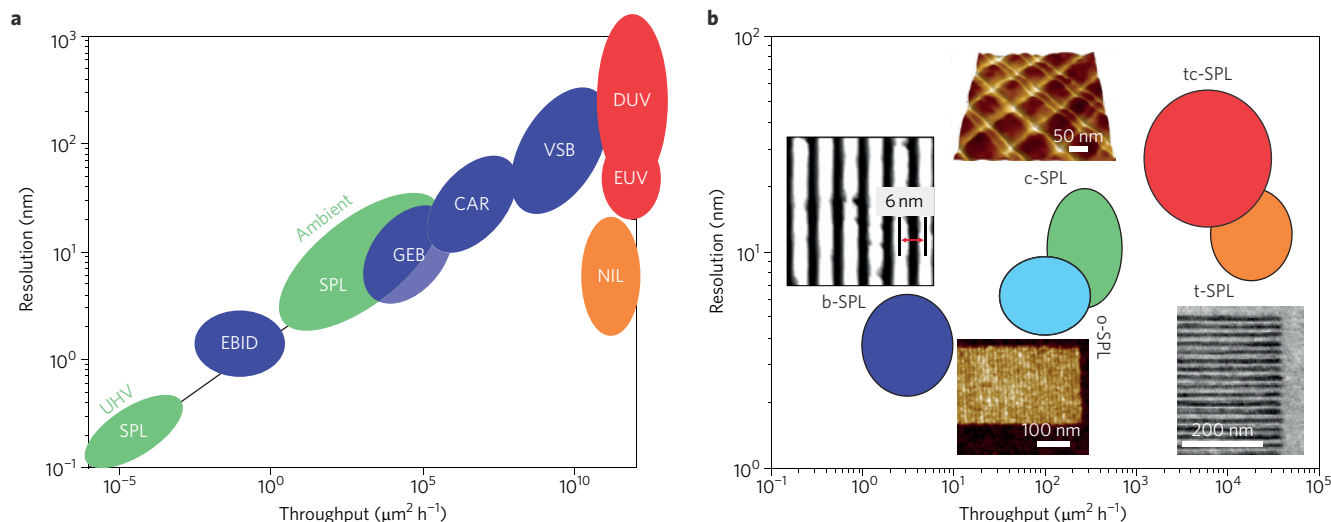 a
10³
10²
10¹
10⁰
10⁻¹
Resolution (nm)
10⁻⁵
10⁰
10⁵
10¹⁰
Throughput (μm² h⁻¹)
UHV
SPL
EBID
Ambient
SPL
GEB
CAR
VSB
DUV
EUV
NIL
b
10²
10¹
10⁰
Resolution (nm)
10⁻¹
10⁰
10¹
10²
10³
10⁴
10⁵
Throughput (μm² h⁻¹)
6 nm
b-SPL
50 nm
c-SPL
o-SPL
100 nm
tc-SPL
t-SPL
200 nm